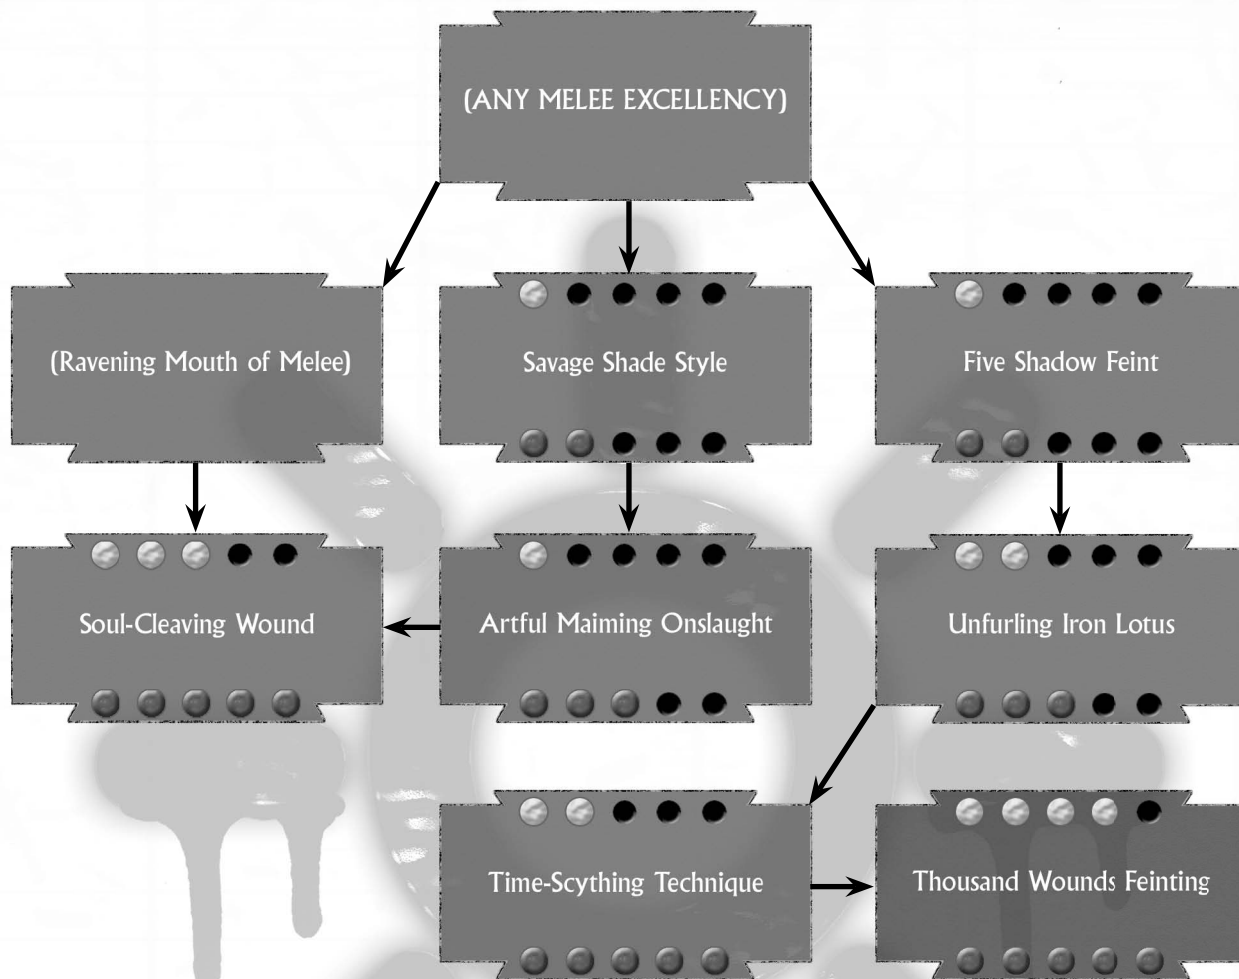 (ANY MELEE EXCELLENCY)
(Ravening Mouth of Melee)
Savage Shade Style
Five Shadow Feint
Soul-Cleaving Wound
Artful Maiming Onslaught
Unfurling Iron Lotus
Time-Scything Technique
Thousand Wounds Feinting